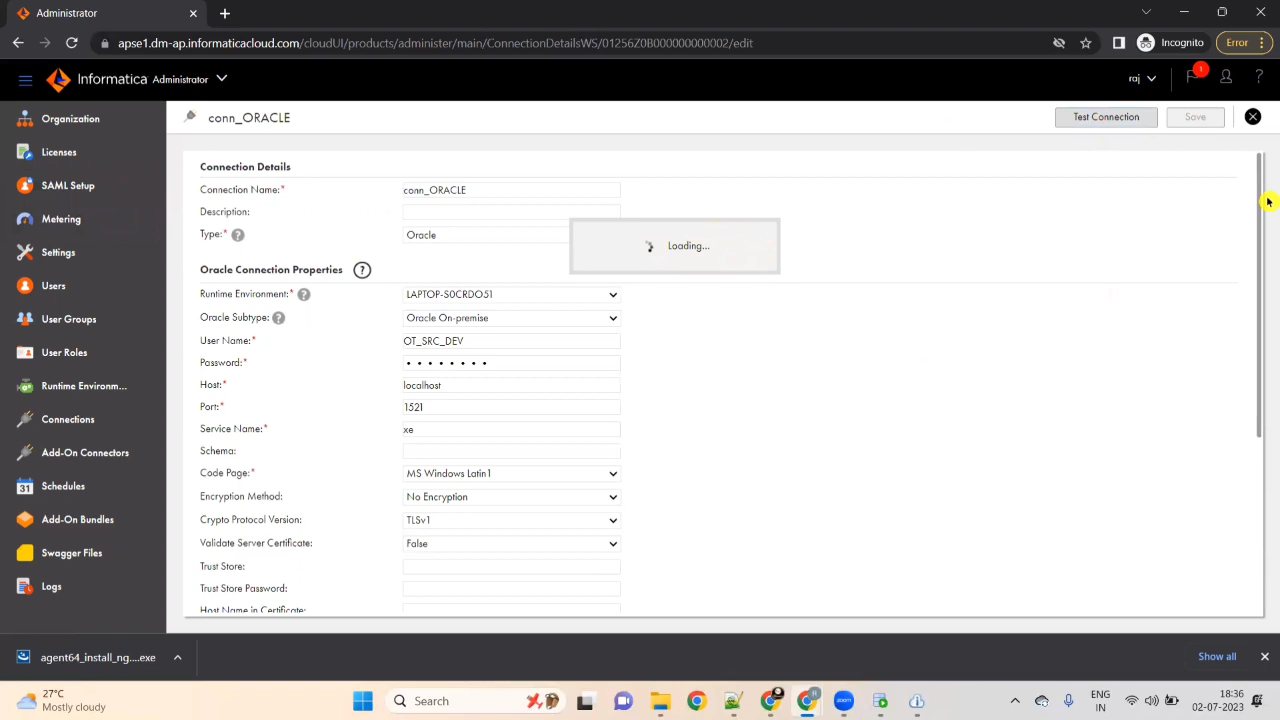 Administrator
apse1.dm-ap.informaticacloud.com/cloudUI/products/administer/main/ConnectionDetailsWS/01256Z0B000000000002/edit
Incognito
Error
Informatica Administrator
raj
1
Organization
Licenses
SAML Setup
Metering
Settings
Users
User Groups
User Roles
Runtime Environm...
Connections
Add-On Connectors
31 Schedules
Add-On Bundles
Swagger Files
Logs
conn_ORACLE
Test Connection
Save
Connection Details
Connection Name:* conn_ORACLE
Description:
Type:* ? Oracle
Loading...
Oracle Connection Properties ?
Runtime Environment:* ? LAPTOP-S0CRDO51
Oracle Subtype: ? Oracle On-premise
User Name:* OT_SRC_DEV
Password:* • • • • • • • •
Host:* localhost
Port:* 1521
Service Name:* xe
Schema:
Code Page:* MS Windows Latin1
Encryption Method: No Encryption
Crypto Protocol Version: TLSv1
Validate Server Certificate: False
Trust Store:
Trust Store Password:
Host Name in Certificate:
agent64_install_ng....exe
Show all
27°C
Mostly cloudy
Search
zoom
ENG
IN
18:36
02-07-2023